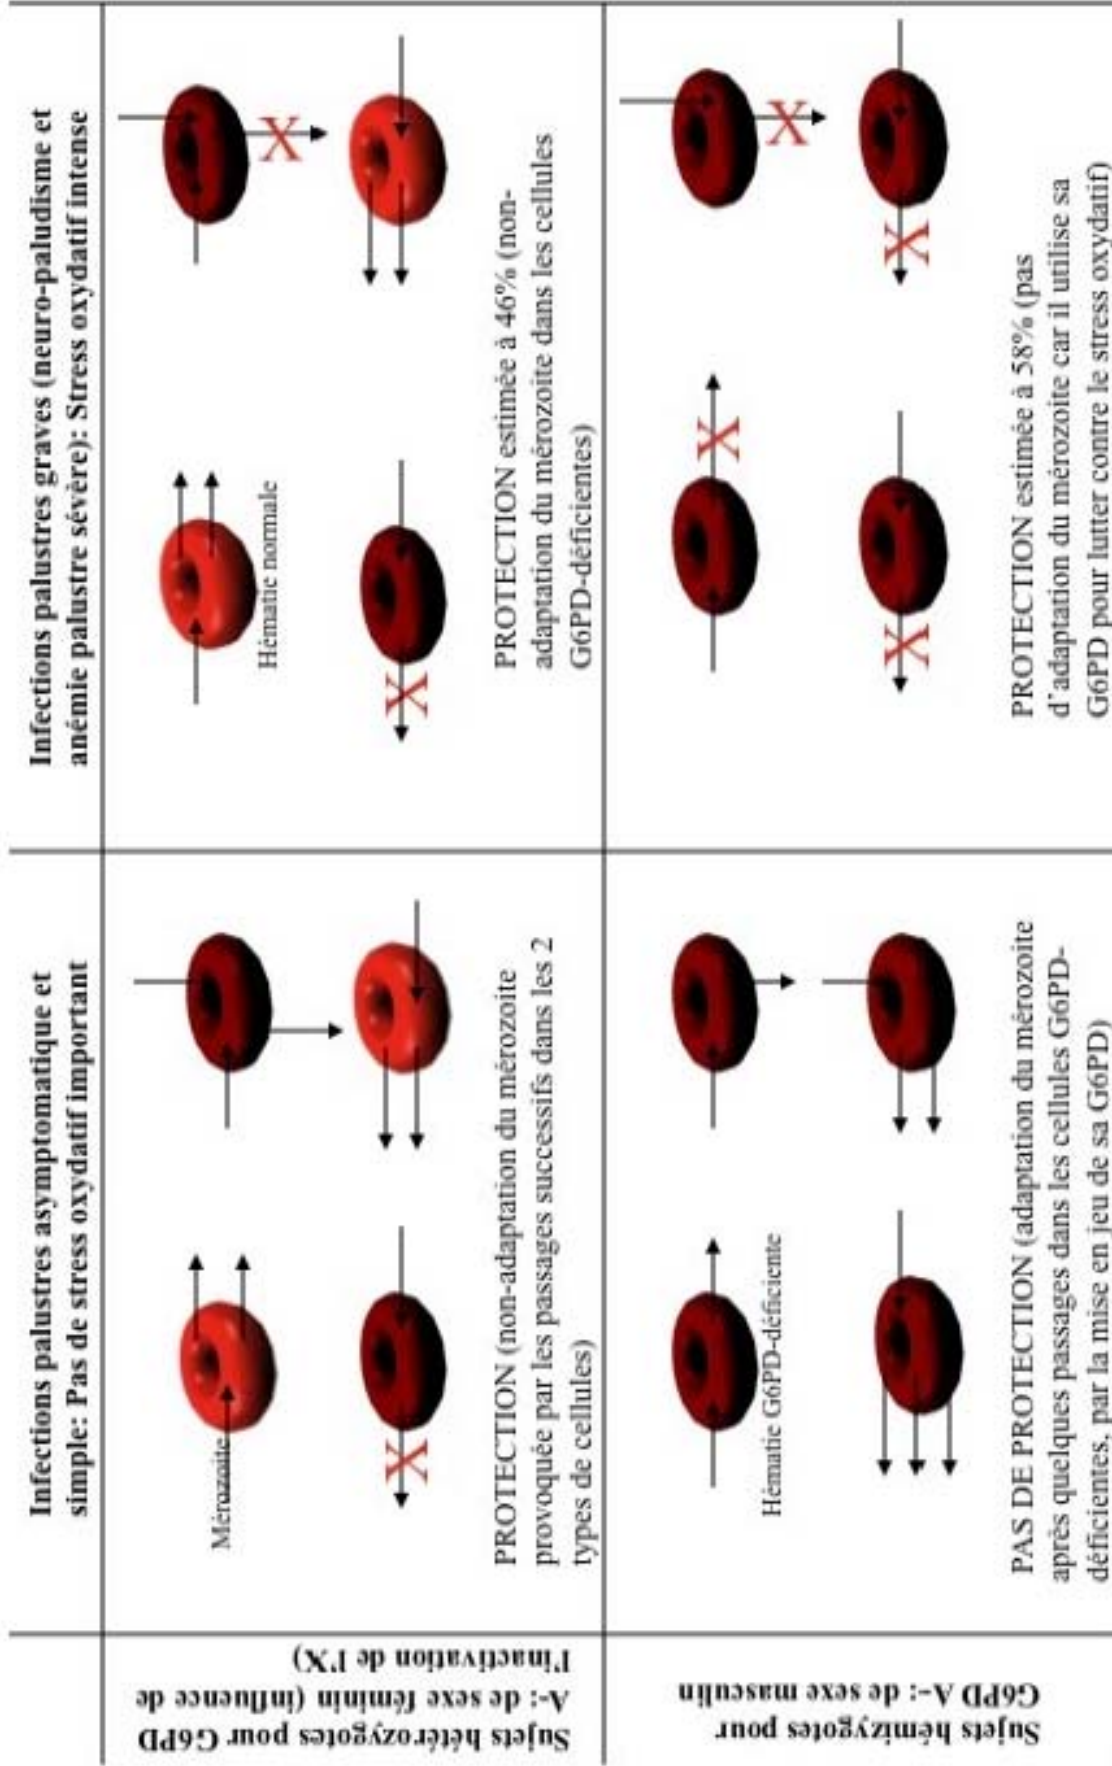 Infections palustres asymptomatique et
simple: Pas de stress oxydatif important
Infections palustres graves (neuro-paludisme et
anémie palustre sévère): Stress oxydatif intense
Sujets hétérozygotes pour G6PD
A-: de sexe féminin (influence de
l'inactivation de l'X)
Mérozoite
PROTECTION (non-adaptation du mérozoite
provoquée par les passages successifs dans les 2
types de cellules)
Hématie normale
PROTECTION estimée à 46% (non-
adaptation du mérozoite dans les cellules
G6PD-déficientes)
Sujets hémizygotes pour
G6PD A-: de sexe masculin
Hématie G6PD-déficiente
PAS DE PROTECTION (adaptation du mérozoite
après quelques passages dans les cellules G6PD-
déficientes, par la mise en jeu de sa G6PD)
PROTECTION estimée à 58% (pas
d'adaptation du mérozoite car il utilise sa
G6PD pour lutter contre le stress oxydatif)